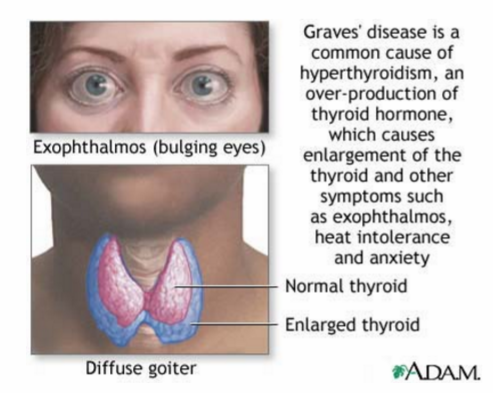 Graves' disease is a
common cause of
hyperthyroidism, an
over-production of
thyroid hormone,
which causes
enlargement of the
thyroid and other
symptoms such
as exophthalmos,
heat intolerance
and anxiety
Exophthalmos (bulging eyes)
Normal thyroid
Enlarged thyroid
Diffuse goiter
ADAM.